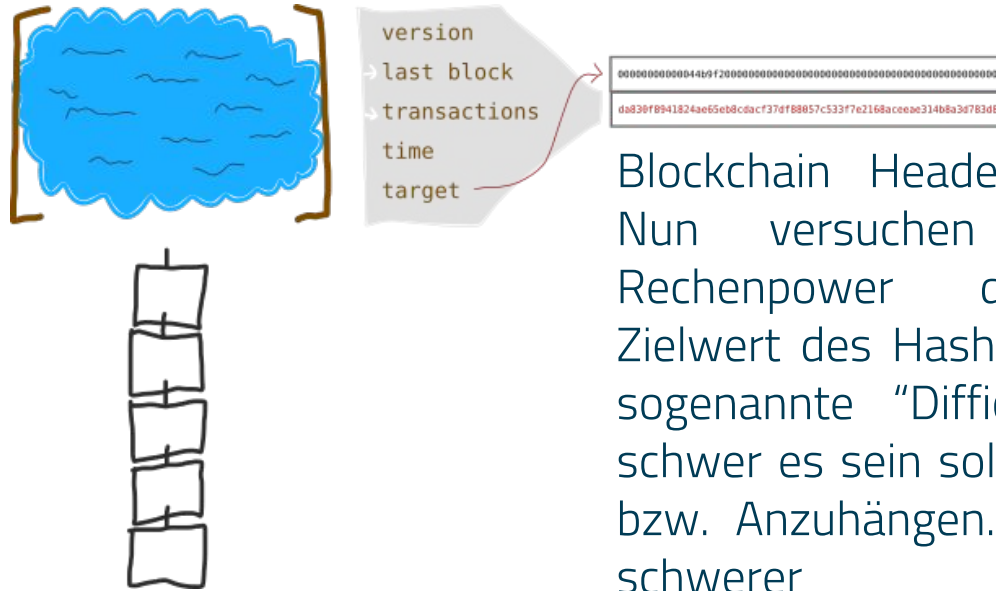 version
last block
transactions
time
target
Blockchain Heade
Nun versuchen
Rechenpower d
Zielwert des Hash
sogenannte “Diffi
schwer es sein sol
bzw. Anzuhängen.
schwerer